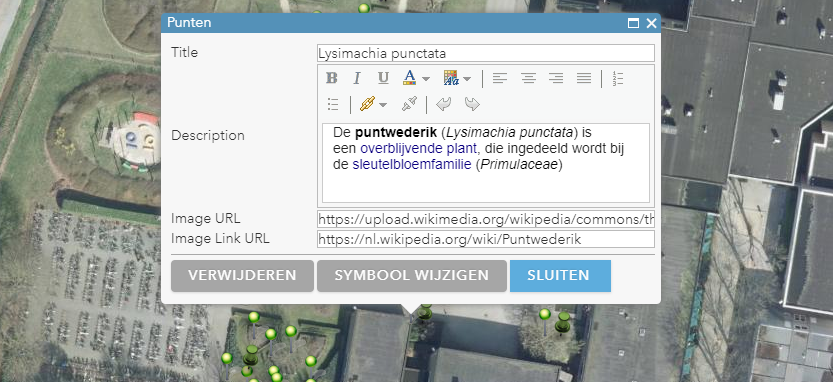 Punten
Title Lysimachia punctata
B I U A Aa
Description
De puntwederik (Lysimachia punctata) is
een overblijvende plant, die ingedeeld wordt bij
de sleutelbloemfamilie (Primulaceae)
Image URL https://upload.wikimedia.org/wikipedia/commons/th
Image Link URL https://nl.wikipedia.org/wiki/Puntwederik
VERWIJDEREN SYMBOOL WIJZIGEN SLUITEN